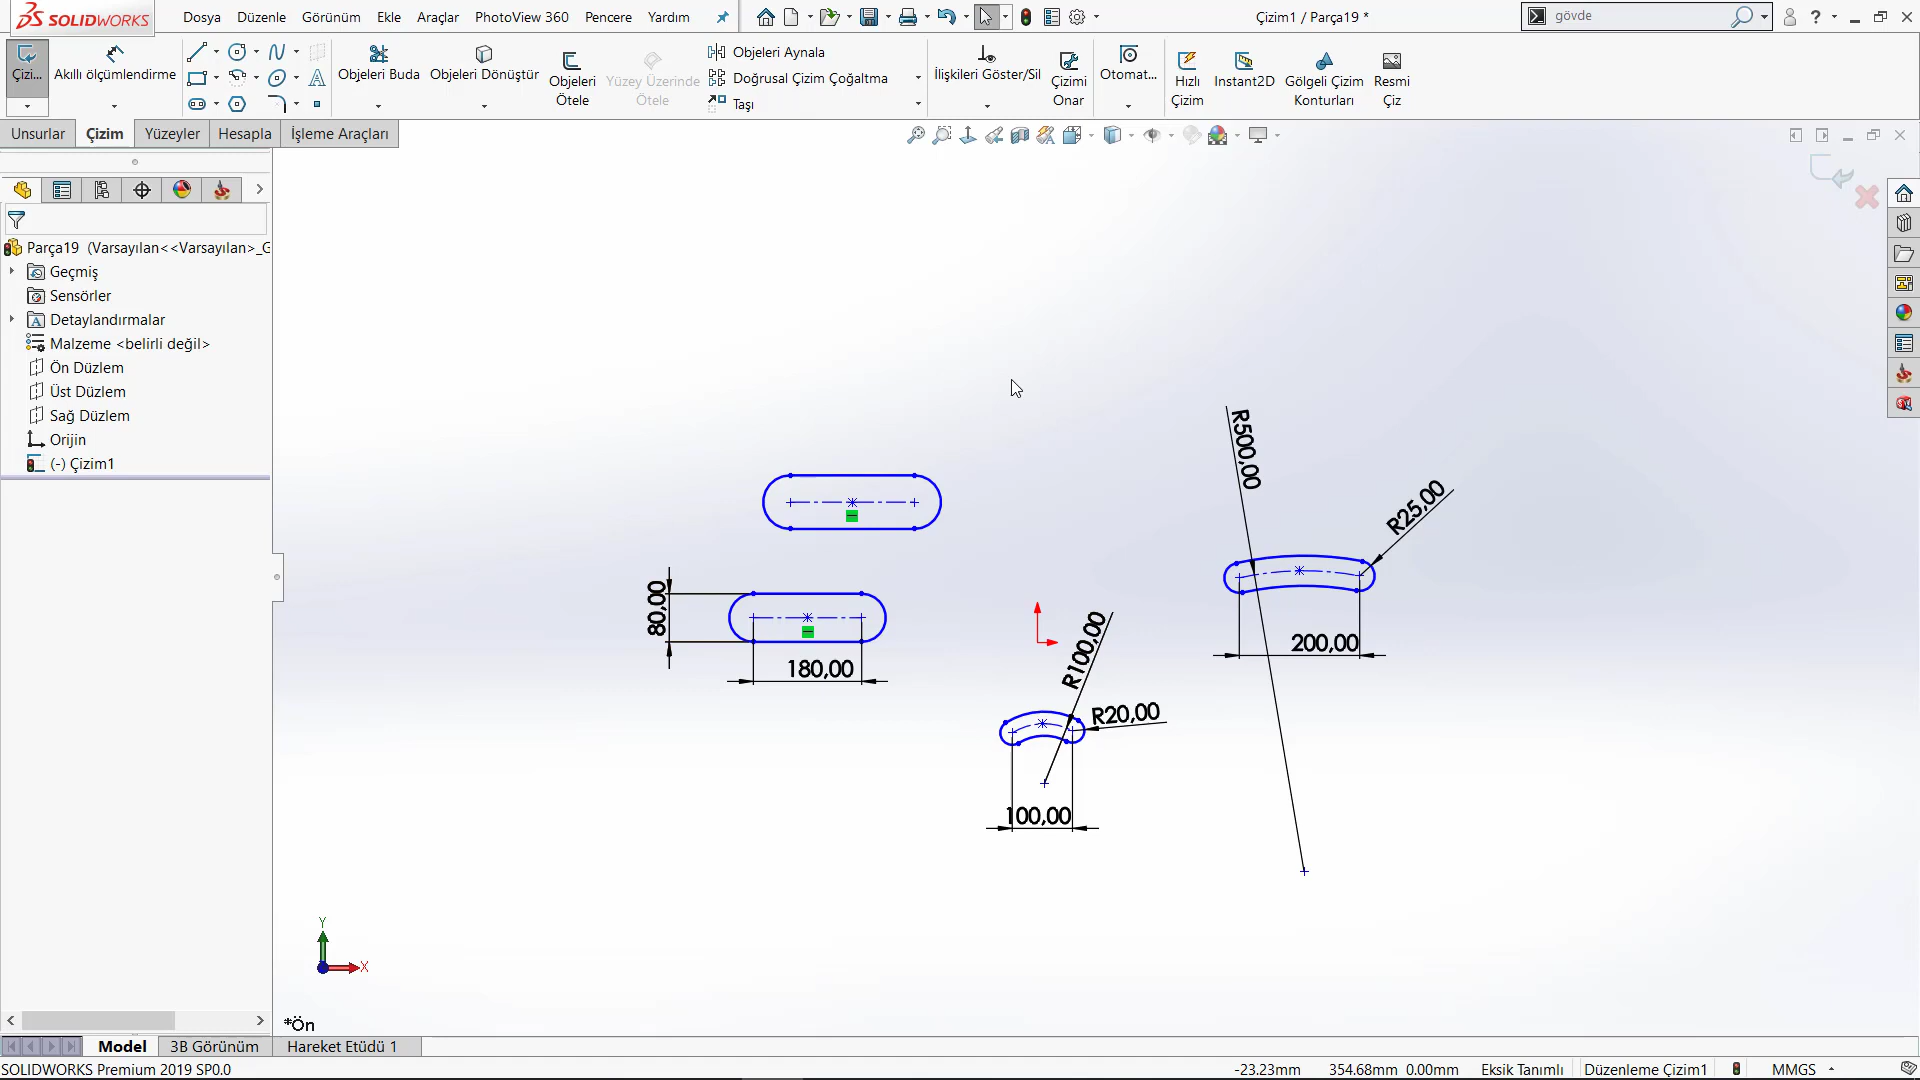 SOLIDWORKS
Dosya Düzenle Görünüm Ekle Araçlar PhotoView 360 Pencere Yardım
Çizim1 / Parça19 *
gövde
Çizi...
Akıllı ölçümlendirme
Objeleri Buda
Objeleri Dönüştür
Objeleri Ötele
Yüzey Üzerinde Ötele
Objeleri Aynala
Doğrusal Çizim Çoğaltma
Taşı
İlişkileri Göster/Sil
Çizimi Onar
Otomat...
Hızlı Çizim
Instant2D
Gölgeli Çizim Konturları
Resmi Çiz
Unsurlar Çizim Yüzeyler Hesapla İşleme Araçları
Parça19 (Varsayılan<<Varsayılan>_G
Geçmiş
Sensörler
Detaylandırmalar
Malzeme <belirli değil>
Ön Düzlem
Üst Düzlem
Sağ Düzlem
Orijin
(-) Çizim1
R500,00
R25,00
80,00
180,00
R100,00
200,00
R20,00
100,00
Y
X
*Ön
Model 3B Görünüm Hareket Etüdü 1
SOLIDWORKS Premium 2019 SP0.0
-23.23mm 354.68mm 0.00mm Eksik Tanımlı Düzenleme Çizim1 MMGS